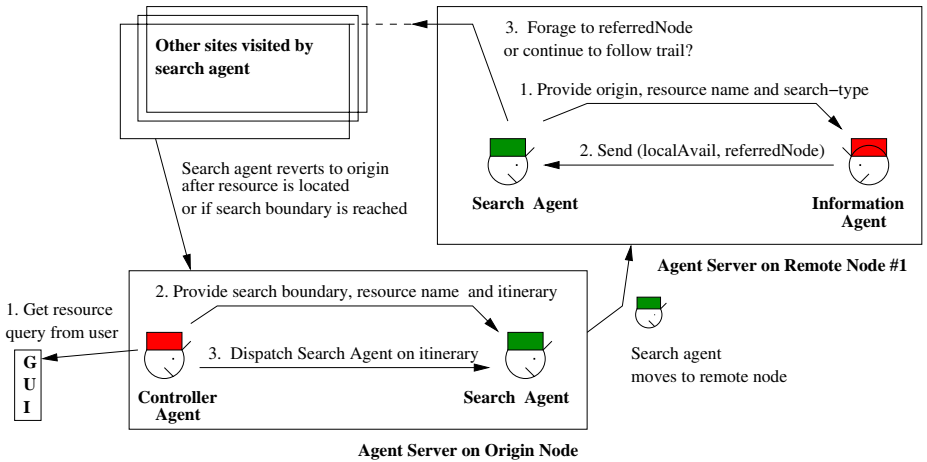 Other sites visited by
search agent
3. Forage to referredNode
or continue to follow trail?
1. Provide origin, resource name and search−type
2. Send (localAvail, referredNode)
Search Agent
Information
Agent
Agent Server on Remote Node #1
Search agent reverts to origin
after resource is located
or if search boundary is reached
1. Get resource
query from user
G
U
I
2. Provide search boundary, resource name and itinerary
3. Dispatch Search Agent on itinerary
Controller
Agent
Search Agent
Agent Server on Origin Node
Search agent
moves to remote node